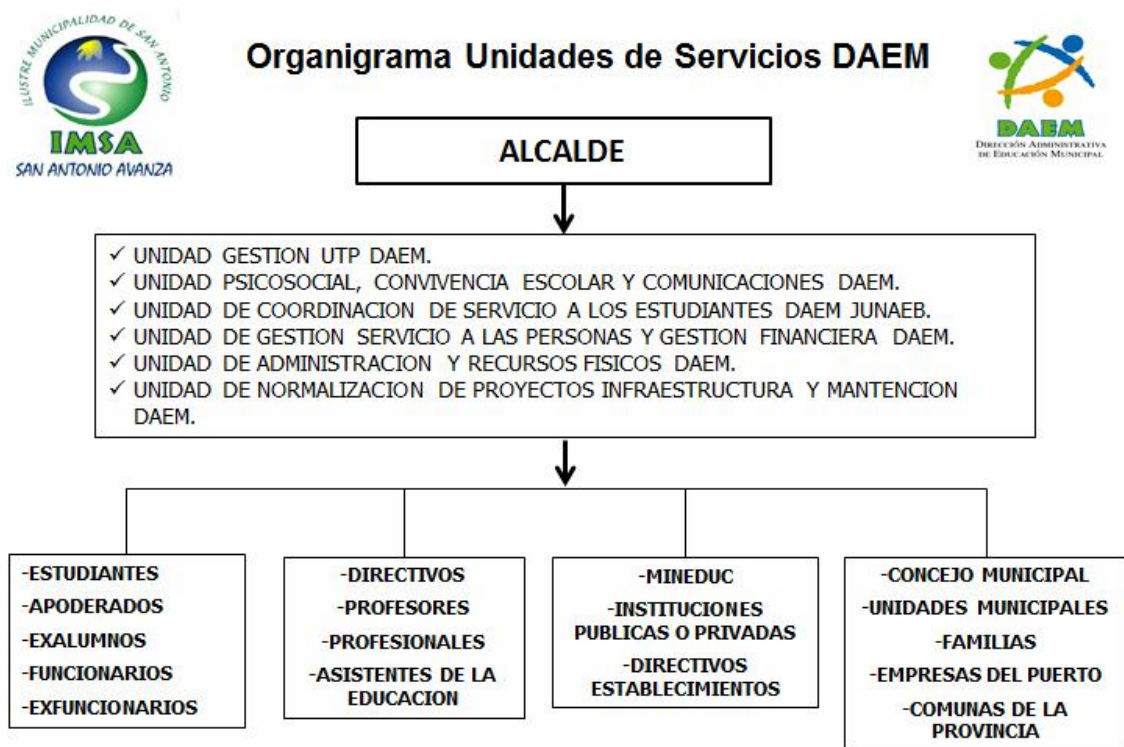 ILUSTRE MUNICIPALIDAD DE SAN ANTONIO
IMSA
SAN ANTONIO AVANZA
Organigrama Unidades de Servicios DAEM
DAEM
DIRECCIÓN ADMINISTRATIVA
DE EDUCACIÓN MUNICIPAL
ALCALDE
✓ UNIDAD GESTION UTP DAEM.
✓ UNIDAD PSICOSOCIAL, CONVIVENCIA ESCOLAR Y COMUNICACIONES DAEM.
✓ UNIDAD DE COORDINACION DE SERVICIO A LOS ESTUDIANTES DAEM JUNAEB.
✓ UNIDAD DE GESTION SERVICIO A LAS PERSONAS Y GESTION FINANCIERA DAEM.
✓ UNIDAD DE ADMINISTRACION Y RECURSOS FISICOS DAEM.
✓ UNIDAD DE NORMALIZACION DE PROYECTOS INFRAESTRUCTURA Y MANTENCION
DAEM.
-ESTUDIANTES
-APODERADOS
-EXALUMNOS
-FUNCIONARIOS
-EXFUNCIONARIOS
-DIRECTIVOS
-PROFESORES
-PROFESIONALES
-ASISTENTES DE LA
EDUCACION
-MINEDUC
-INSTITUCIONES
PUBLICAS O PRIVADAS
-DIRECTIVOS
ESTABLECIMIENTOS
-CONCEJO MUNICIPAL
-UNIDADES MUNICIPALES
-FAMILIAS
-EMPRESAS DEL PUERTO
-COMUNAS DE LA
PROVINCIA